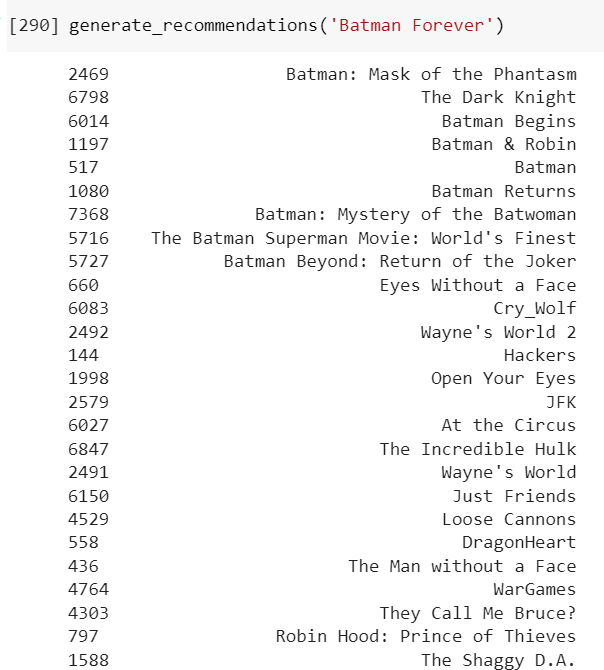 [290] generate_recommendations('Batman Forever')
2469 Batman: Mask of the Phantasm
6798 The Dark Knight
6014 Batman Begins
1197 Batman & Robin
517 Batman
1080 Batman Returns
7368 Batman: Mystery of the Batwoman
5716 The Batman Superman Movie: World's Finest
5727 Batman Beyond: Return of the Joker
660 Eyes Without a Face
6083 Cry_Wolf
2492 Wayne's World 2
144 Hackers
1998 Open Your Eyes
2579 JFK
6027 At the Circus
6847 The Incredible Hulk
2491 Wayne's World
6150 Just Friends
4529 Loose Cannons
558 DragonHeart
436 The Man without a Face
4764 WarGames
4303 They Call Me Bruce?
797 Robin Hood: Prince of Thieves
1588 The Shaggy D.A.